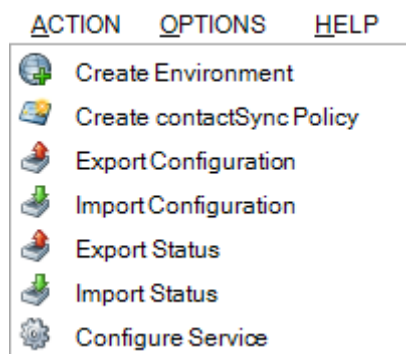 ACTION OPTIONS HELP
Create Environment
Create contactSync Policy
Export Configuration
Import Configuration
Export Status
Import Status
Configure Service